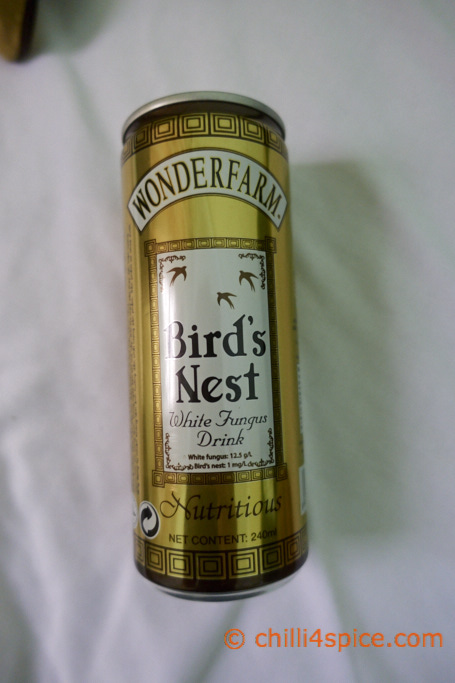 WONDERFARM
Bird's
Nest
White Fungus
Drink
White fungus: 12.5 g/L
Bird's nest: 1 mg/L
Nutritious
NET CONTENT: 240ml
© chilli4spice.com